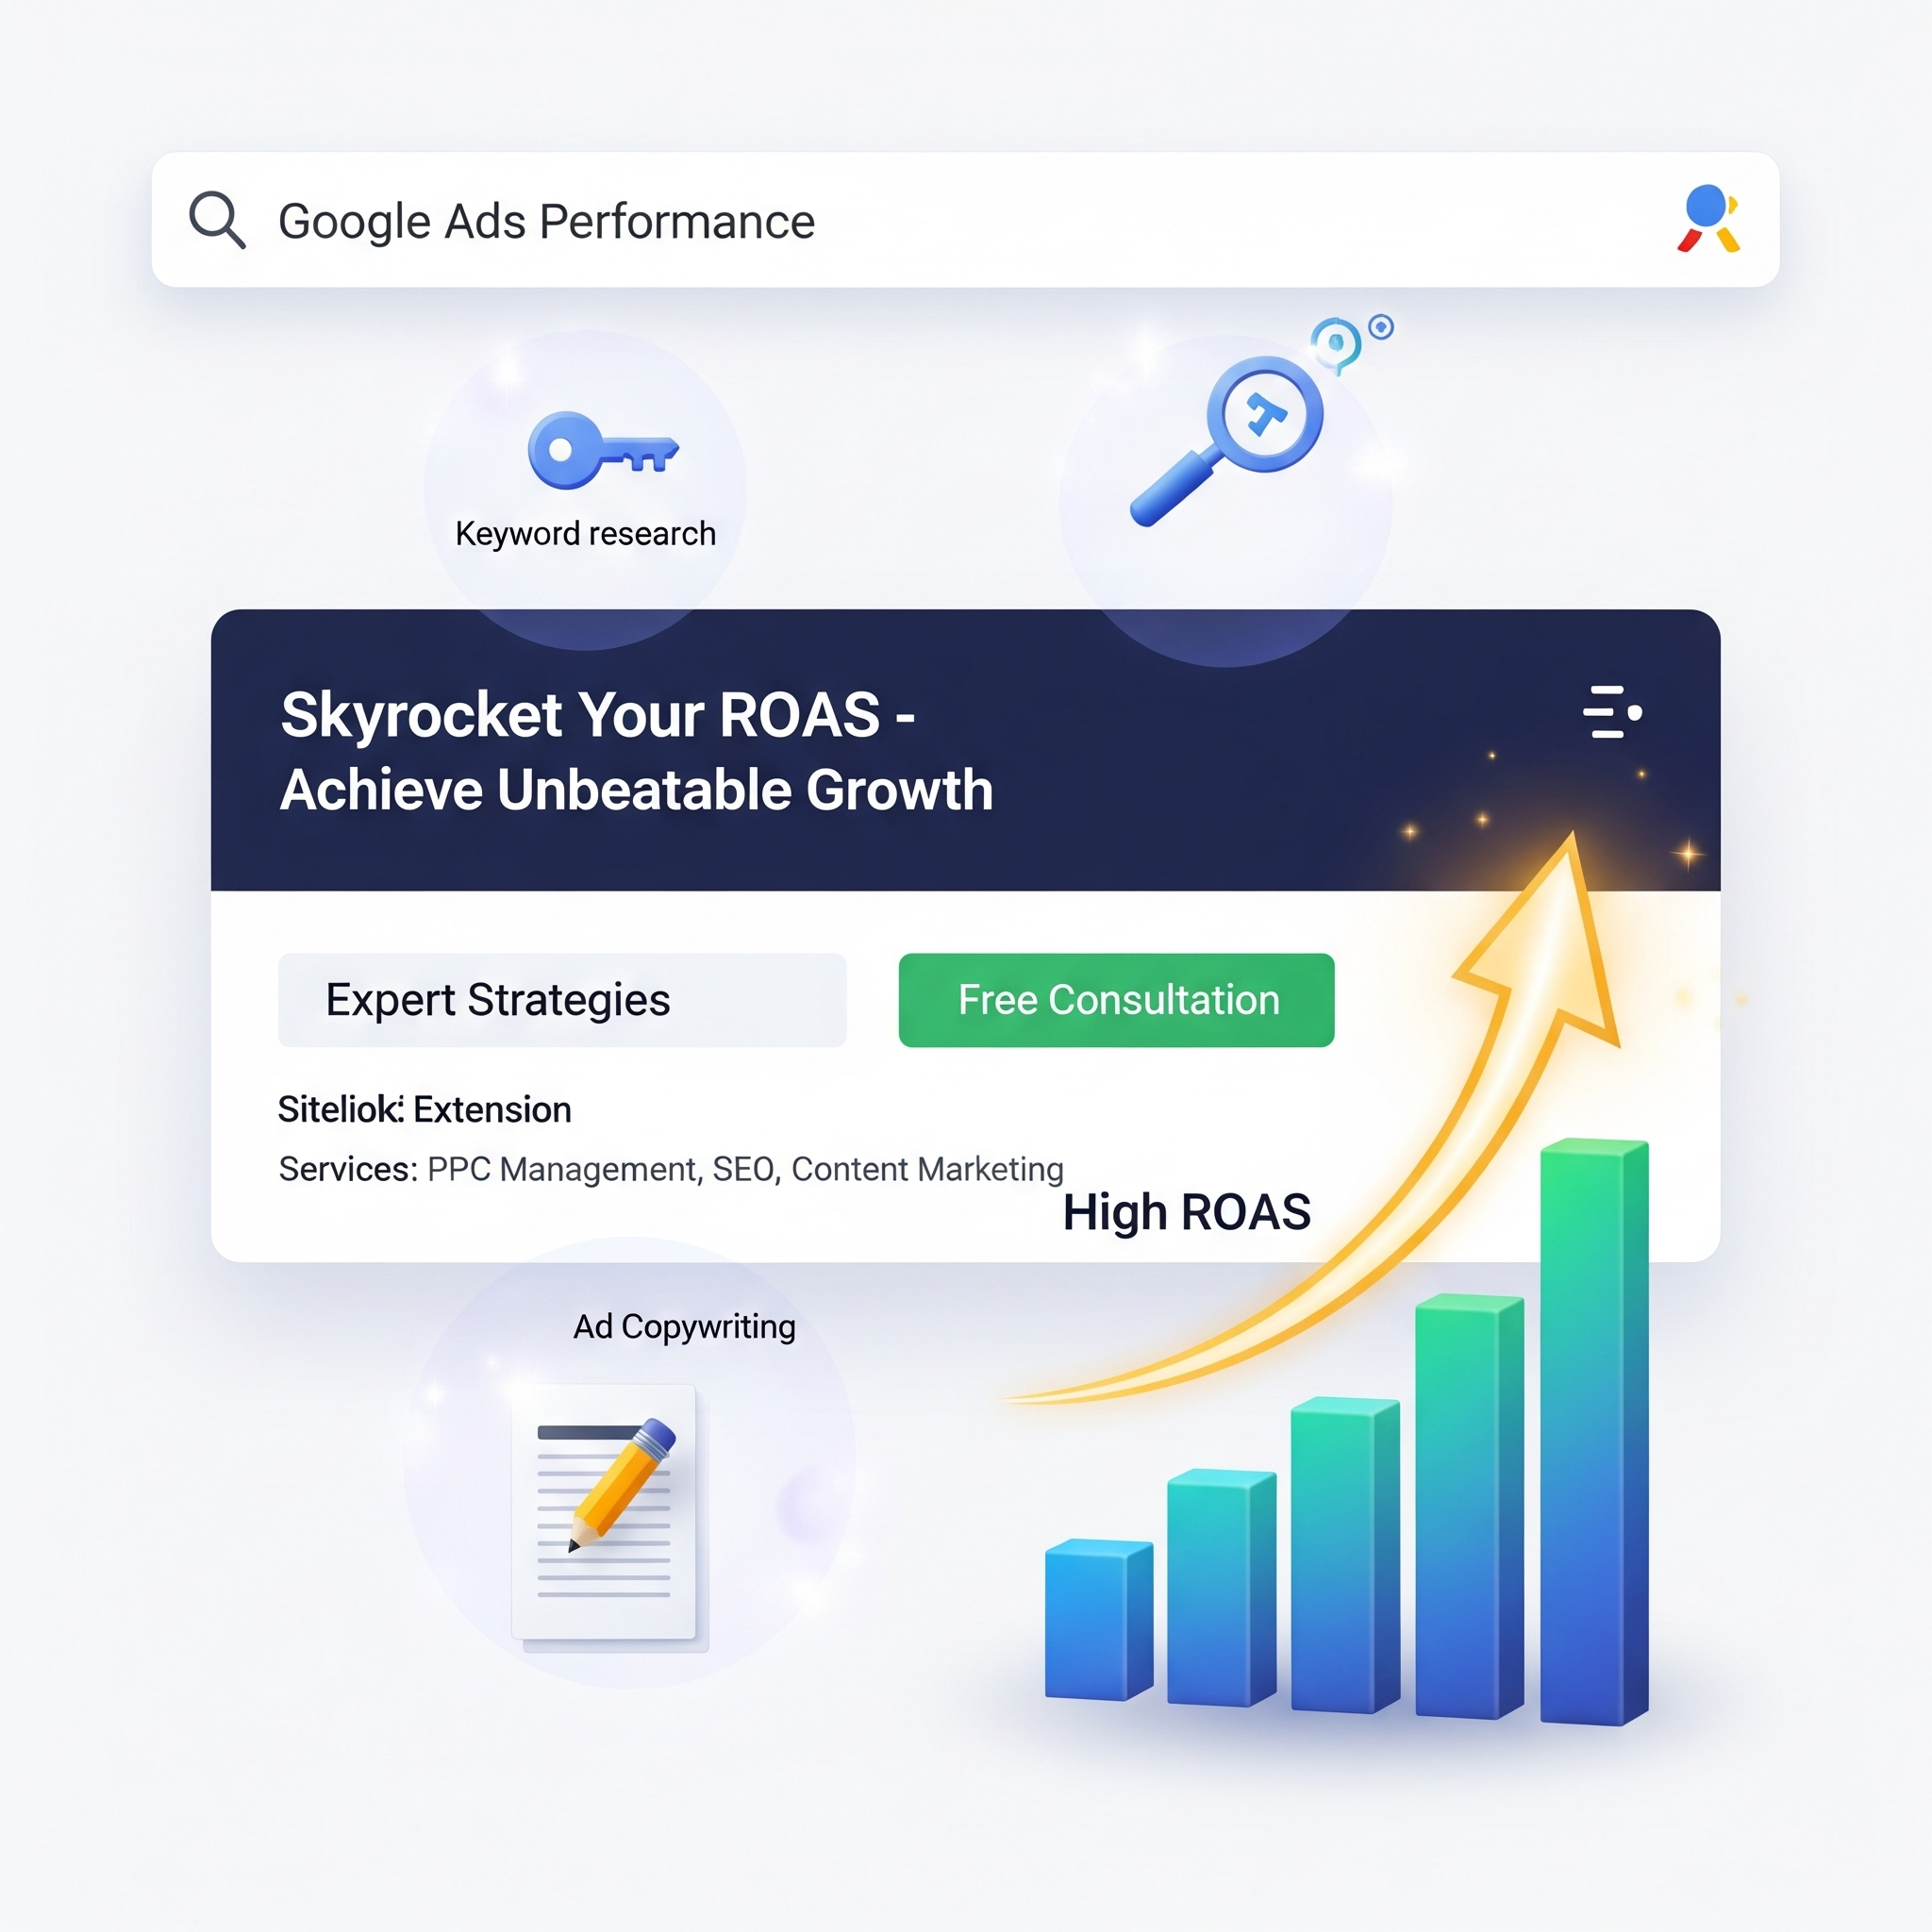 Google Ads Performance
Keyword research
Skyrocket Your ROAS -
Achieve Unbeatable Growth
Expert Strategies
Free Consultation
Siteliok: Extension
Services: PPC Management, SEO, Content Marketing
High ROAS
Ad Copywriting